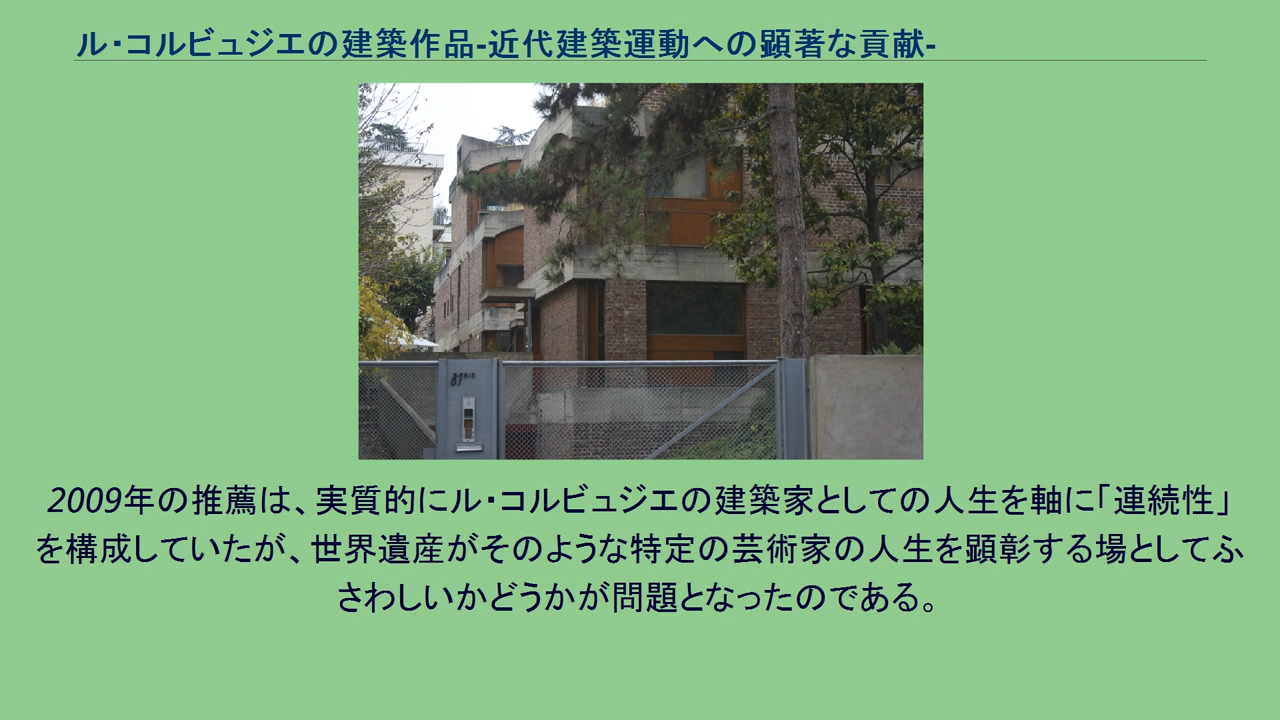 ル・コルビュジエの建築作品-近代建築運動への顕著な貢献-
81BIS
2009年の推薦は、実質的にル・コルビュジエの建築家としての人生を軸に「連続性」
を構成していたが、世界遺産がそのような特定の芸術家の人生を顕彰する場としてふ
さわしいかどうかが問題となったのである。